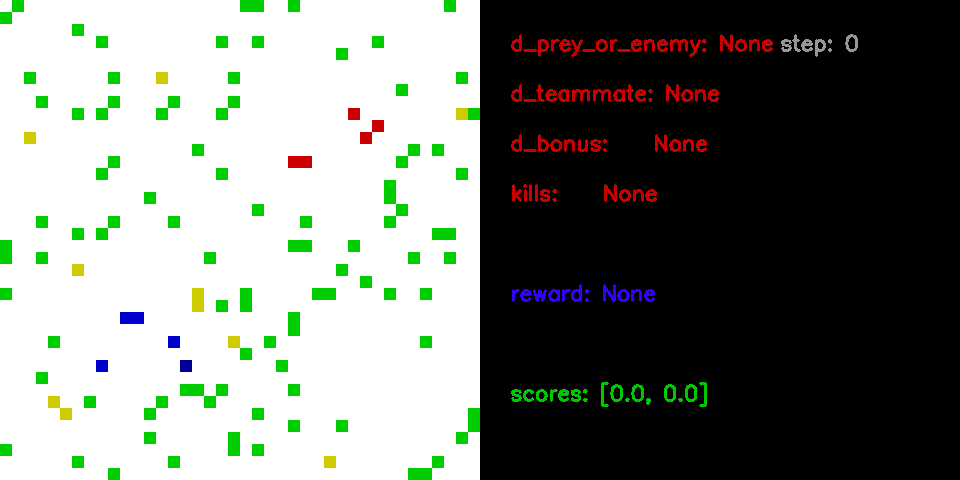 d_prey_or_enemy: None step: 0
d_teammate: None
d_bonus: None
kills: None
reward: None
scores: [0.0, 0.0]